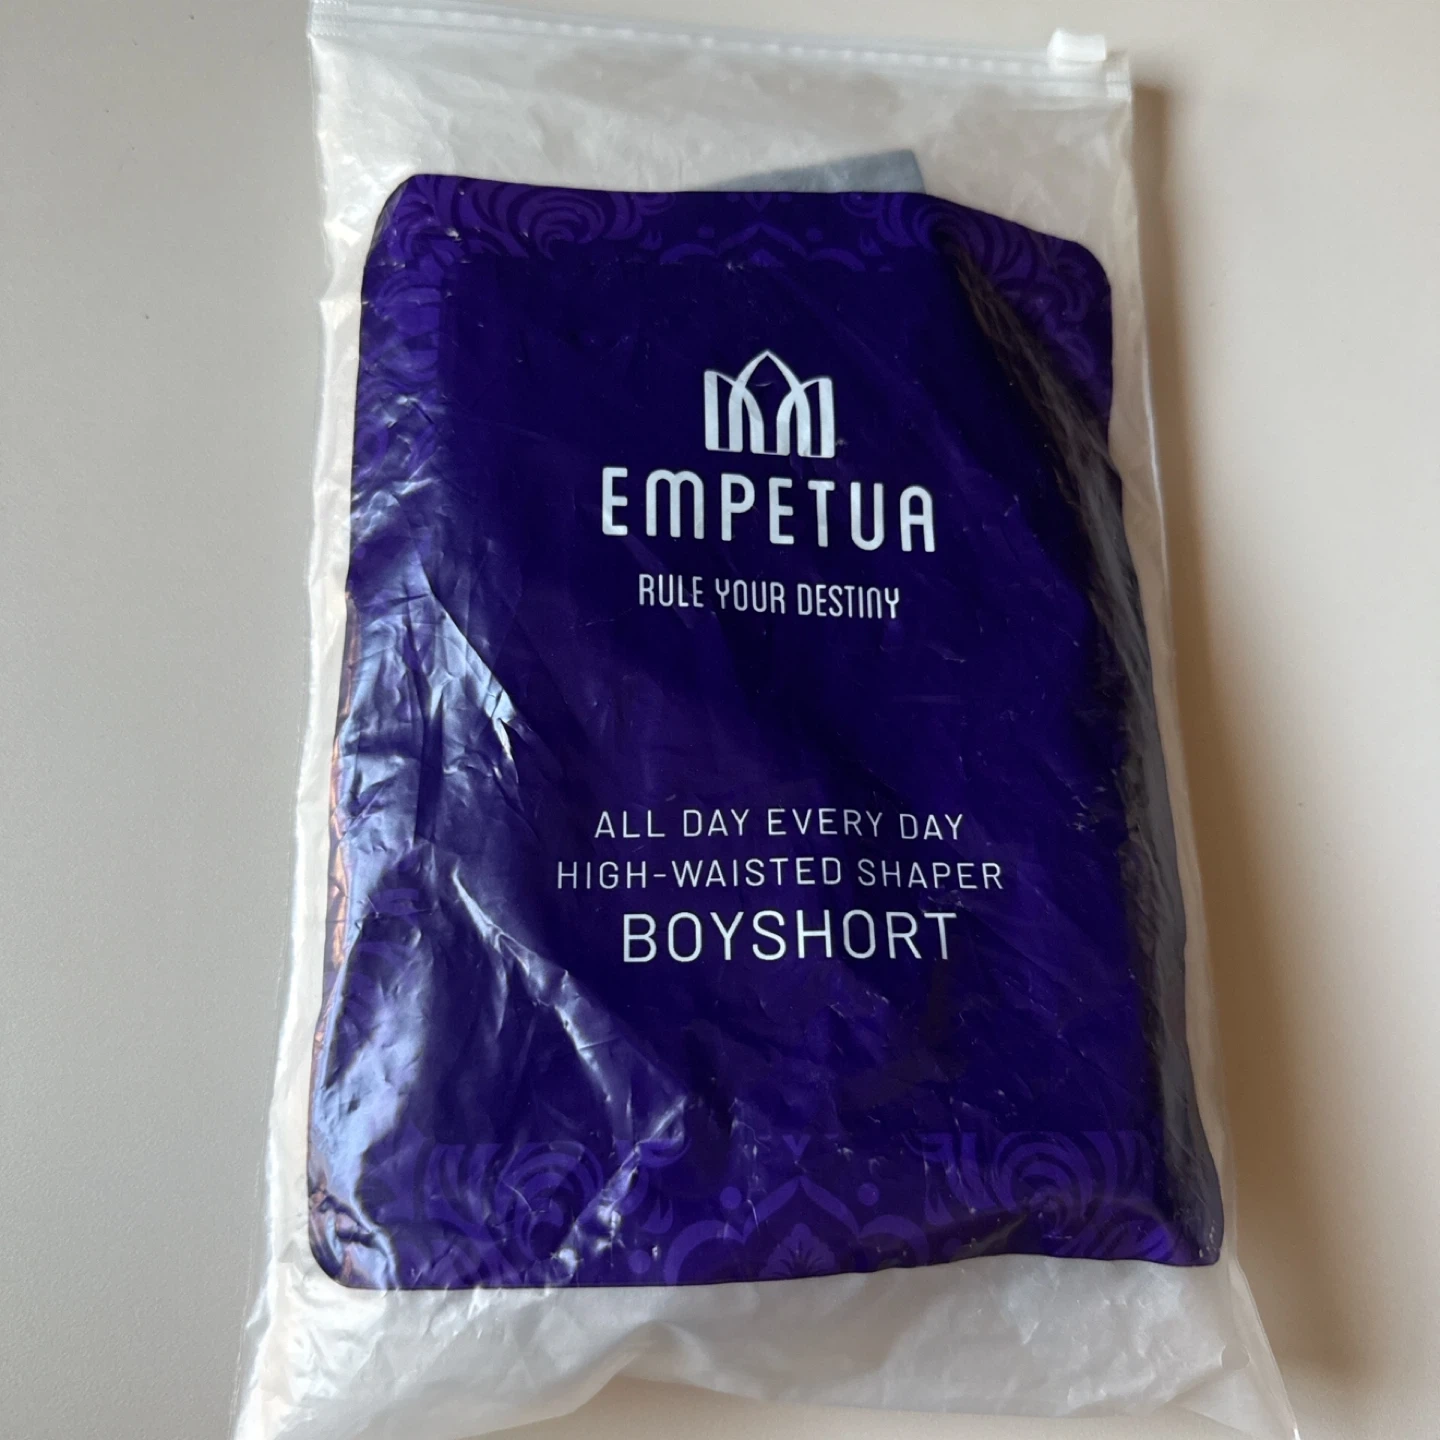 EMPETUA
RULE YOUR DESTINY
ALL DAY EVERY DAY
HIGH-WAISTED SHAPER
BOYSHORT